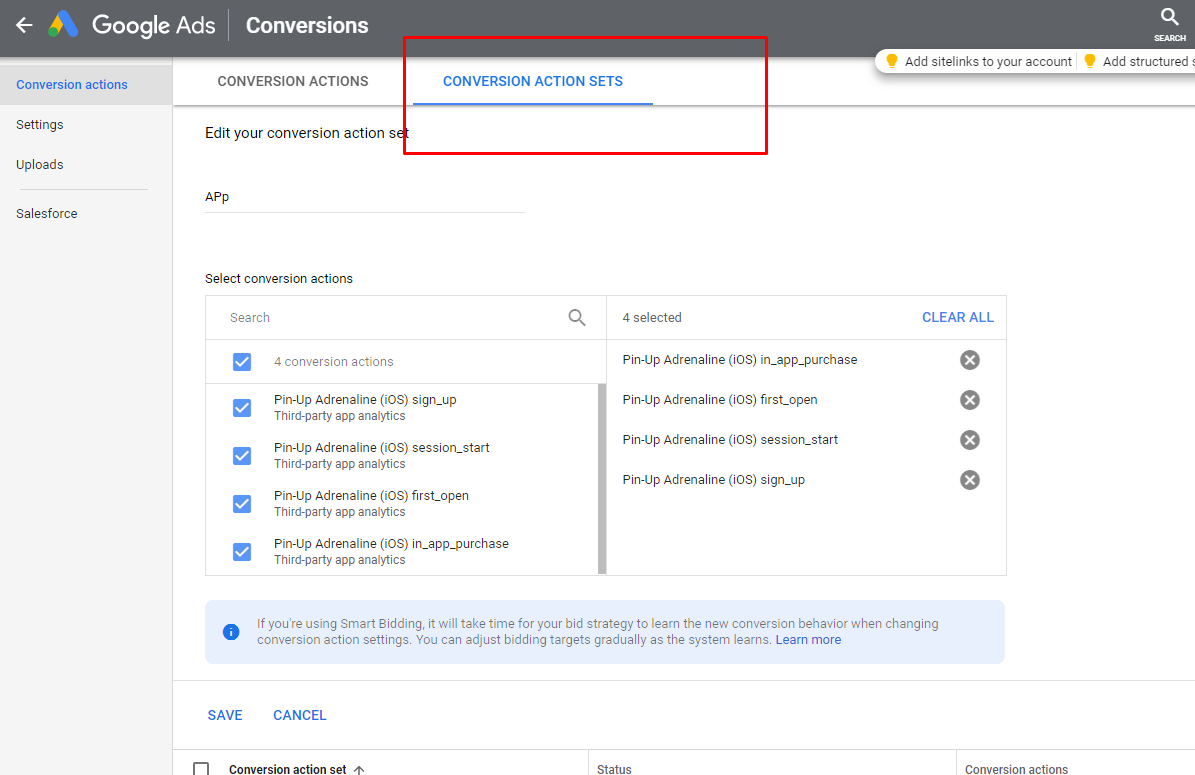 Google Ads Conversions
SEARCH
Add sitelinks to your account
Add structured s
Conversion actions
Settings
Uploads
Salesforce
CONVERSION ACTIONS
CONVERSION ACTION SETS
Edit your conversion action set
APp
Select conversion actions
Search
4 selected
CLEAR ALL
4 conversion actions
Pin-Up Adrenaline (iOS) sign_up
Third-party app analytics
Pin-Up Adrenaline (iOS) session_start
Third-party app analytics
Pin-Up Adrenaline (iOS) first_open
Third-party app analytics
Pin-Up Adrenaline (iOS) in_app_purchase
Third-party app analytics
Pin-Up Adrenaline (iOS) in_app_purchase
Pin-Up Adrenaline (iOS) first_open
Pin-Up Adrenaline (iOS) session_start
Pin-Up Adrenaline (iOS) sign_up
If you're using Smart Bidding, it will take time for your bid strategy to learn the new conversion behavior when changing
conversion action settings. You can adjust bidding targets gradually as the system learns. Learn more
SAVE
CANCEL
Conversion action set
Status
Conversion actions